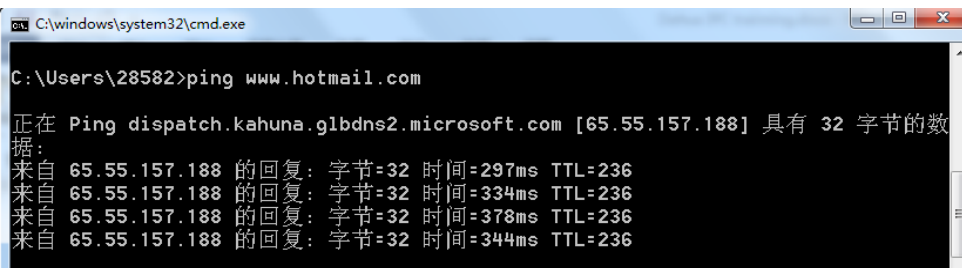 C:\windows\system32\cmd.exe
C:\Users\28582>ping www.hotmail.com
正在 Ping dispatch.kahuna.glbdns2.microsoft.com [65.55.157.188] 具有 32 字节的数
据:
来自 65.55.157.188 的回复: 字节=32 时间=297ms TTL=236
来自 65.55.157.188 的回复: 字节=32 时间=334ms TTL=236
来自 65.55.157.188 的回复: 字节=32 时间=378ms TTL=236
来自 65.55.157.188 的回复: 字节=32 时间=344ms TTL=236